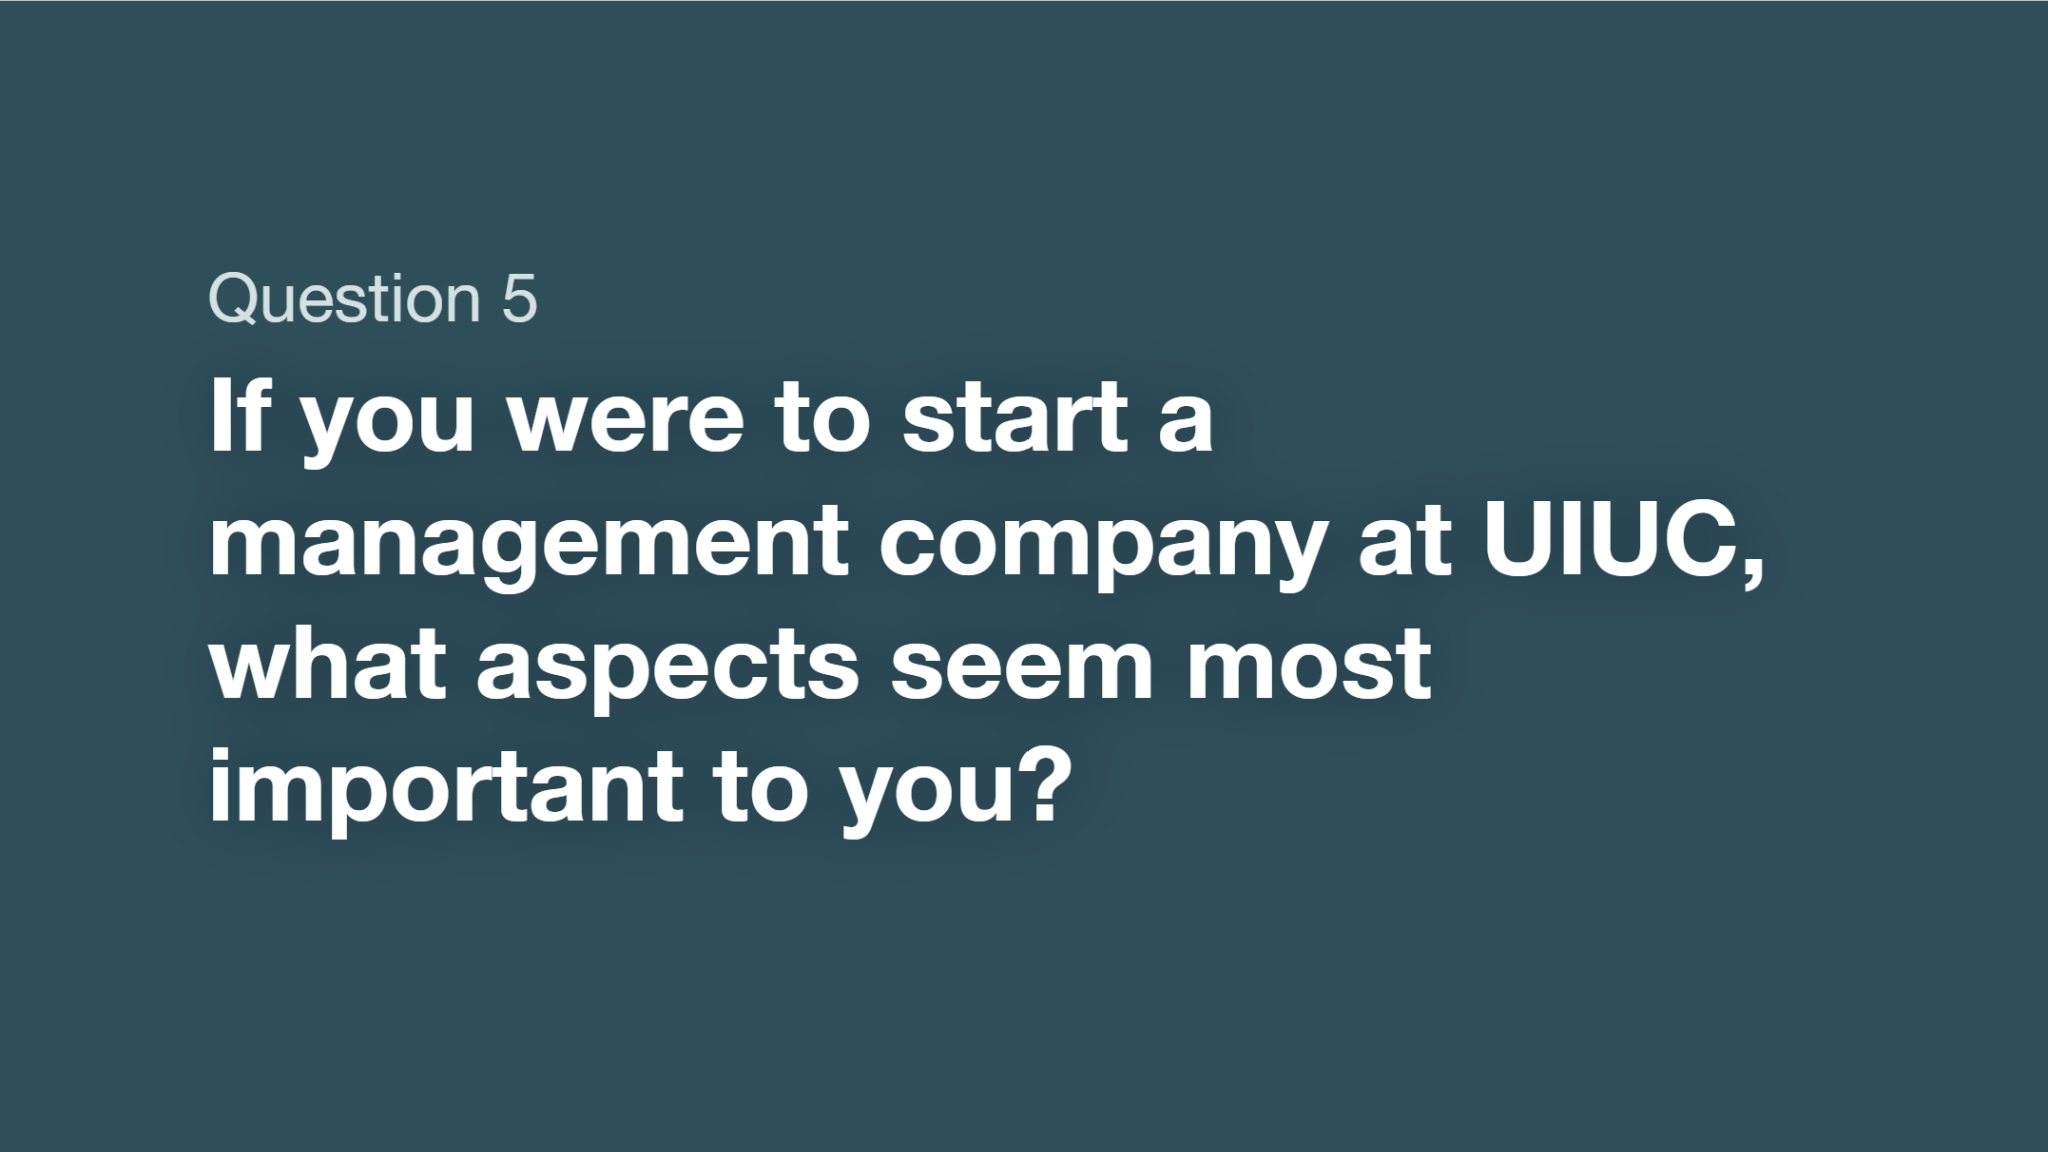 Question 5
If you were to start a
management company at UIUC,
what aspects seem most
important to you?